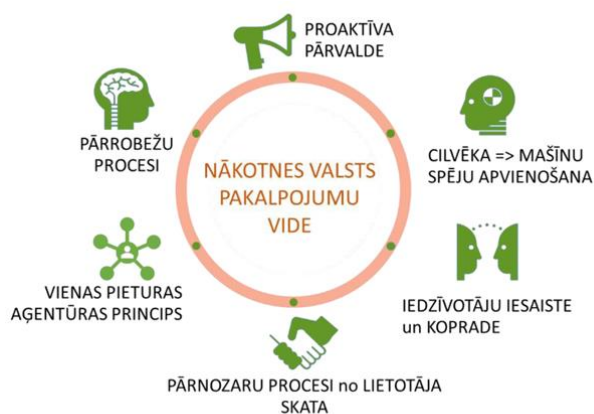 PROAKTĪVA
PĀRVALDE
CILVĒKA => MAŠĪNU
SPĒJU APVIENOŠANA
IEDZĪVOTĀJU IESAISTE
un KOPRADE
PĀRNOZARU PROCESI no LIETOTĀJA
SKATA
VIENAS PIETURAS
AĢENTŪRAS PRINCIPS
PĀRROBEŽU
PROCESI
NĀKOTNES VALSTS
PAKALPOJUMU
VIDE